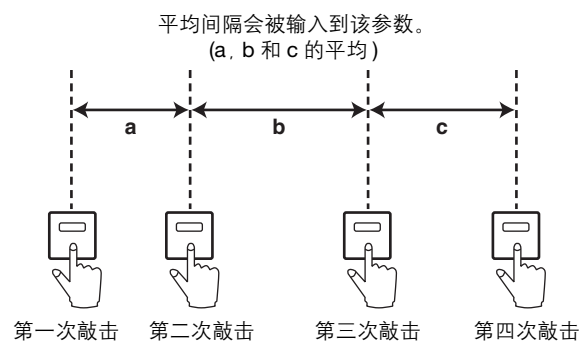 平均间隔会被输入到该参数。
(a, b 和 c 的平均)
a b c
第一次敲击 第二次敲击 第三次敲击 第四次敲击